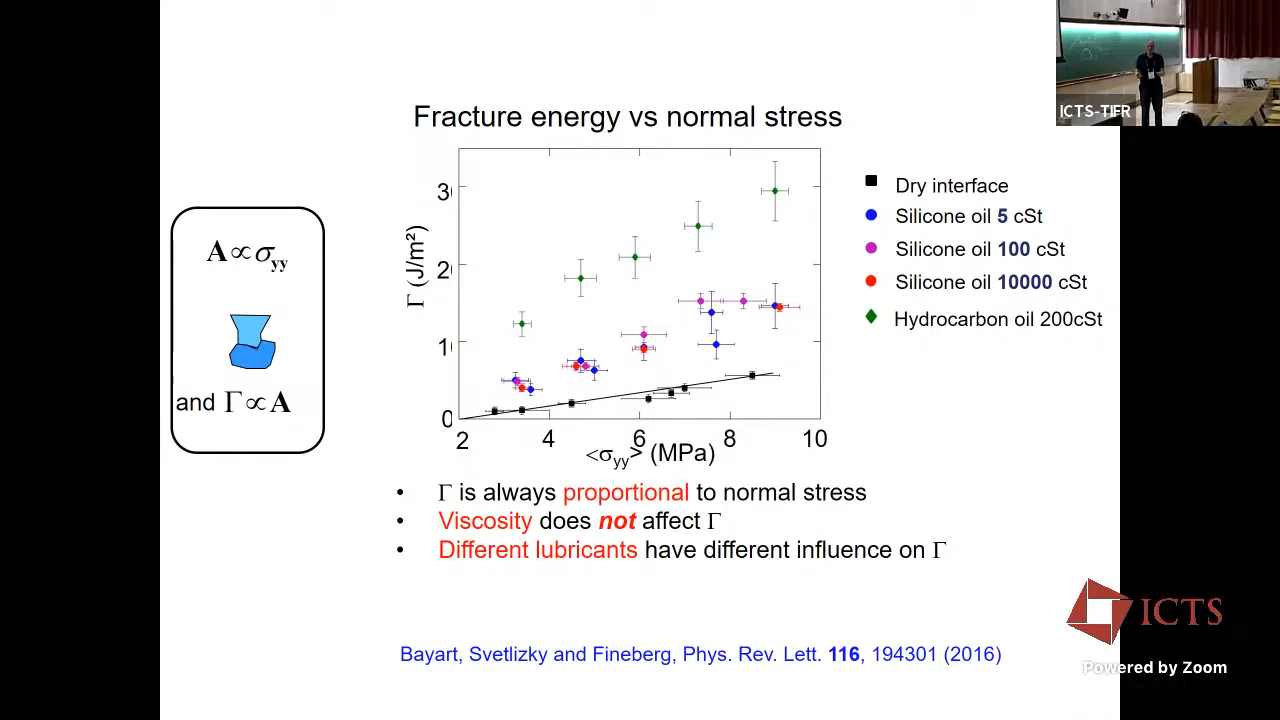 ICTS-TIFR
Fracture energy vs normal stress
A ∝ σyy
and Γ ∝ A
Γ (J/m²)
3
2
1
0
2 4 6 8 10
<σyy> (MPa)
Dry interface
Silicone oil 5 cSt
Silicone oil 100 cSt
Silicone oil 10000 cSt
Hydrocarbon oil 200cSt
• Γ is always proportional to normal stress
• Viscosity does not affect Γ
• Different lubricants have different influence on Γ
Bayart, Svetlizky and Fineberg, Phys. Rev. Lett. 116, 194301 (2016)
ICTS
Powered by Zoom